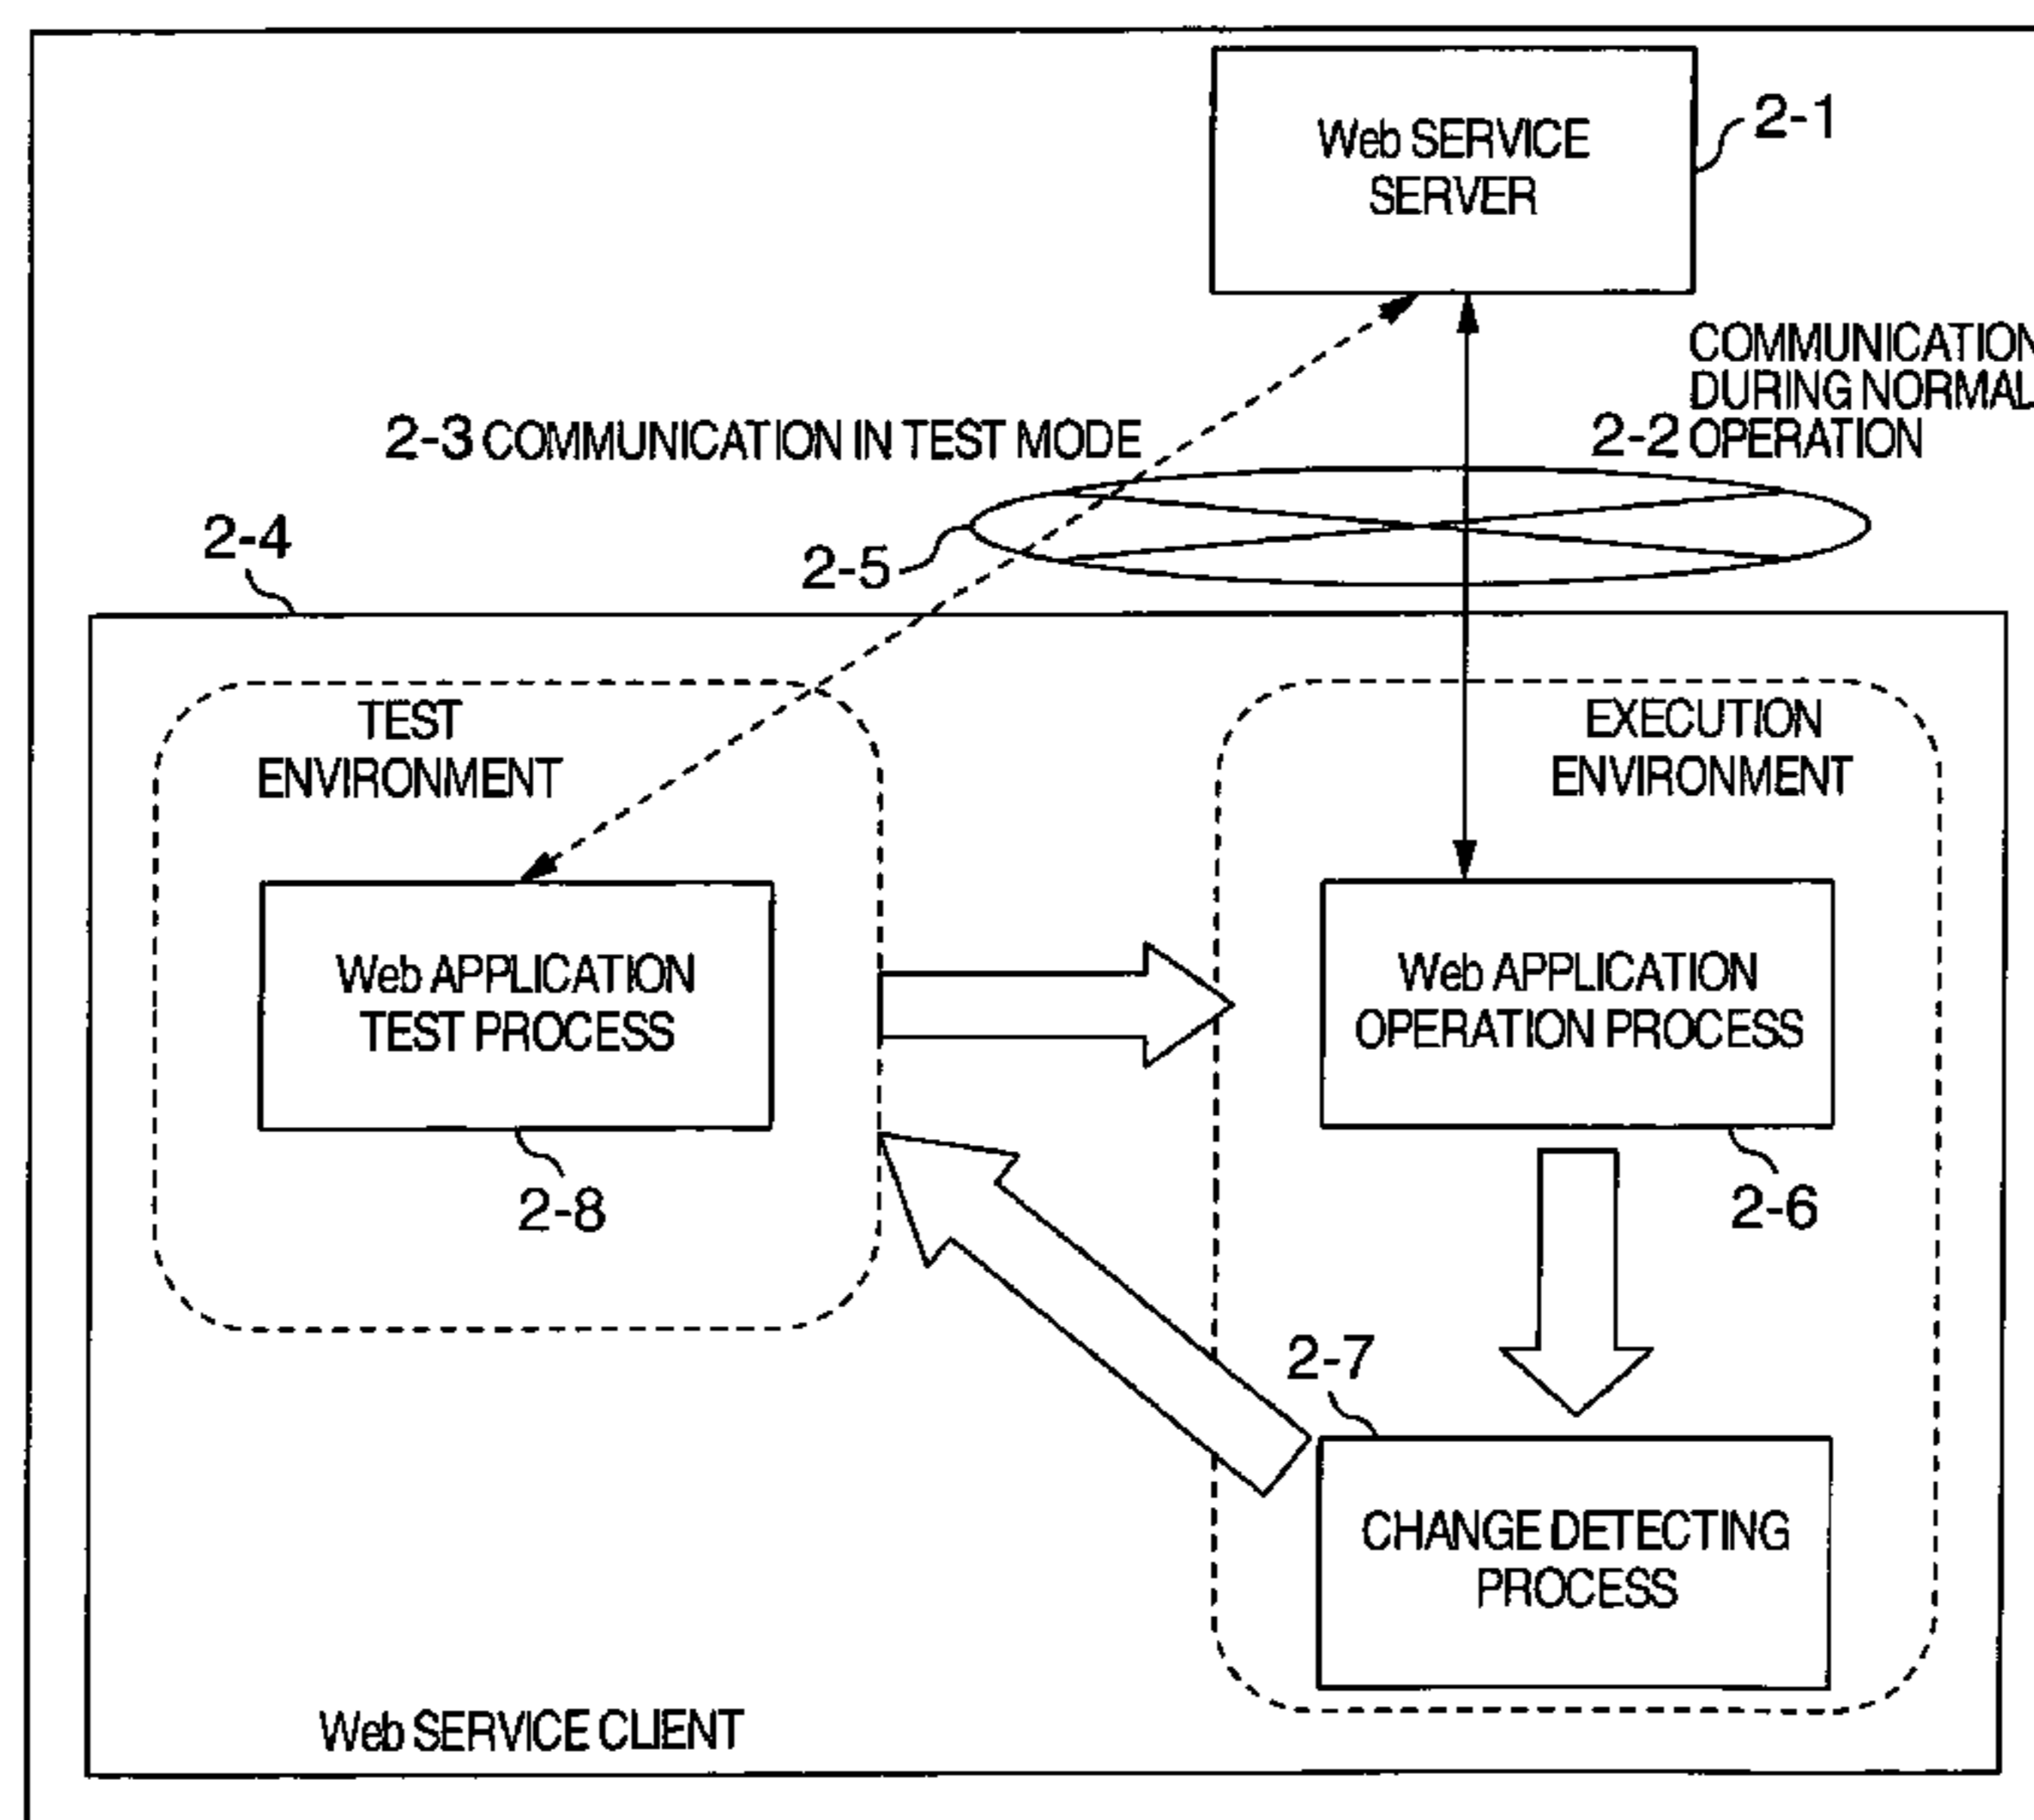 Web SERVICE
SERVER
2-1
COMMUNICATION
DURING NORMAL
2-2 OPERATION
2-3 COMMUNICATION IN TEST MODE
2-4
2-5
TEST
ENVIRONMENT
EXECUTION
ENVIRONMENT
Web APPLICATION
TEST PROCESS
Web APPLICATION
OPERATION PROCESS
2-8
2-6
2-7
CHANGE DETECTING
PROCESS
Web SERVICE CLIENT